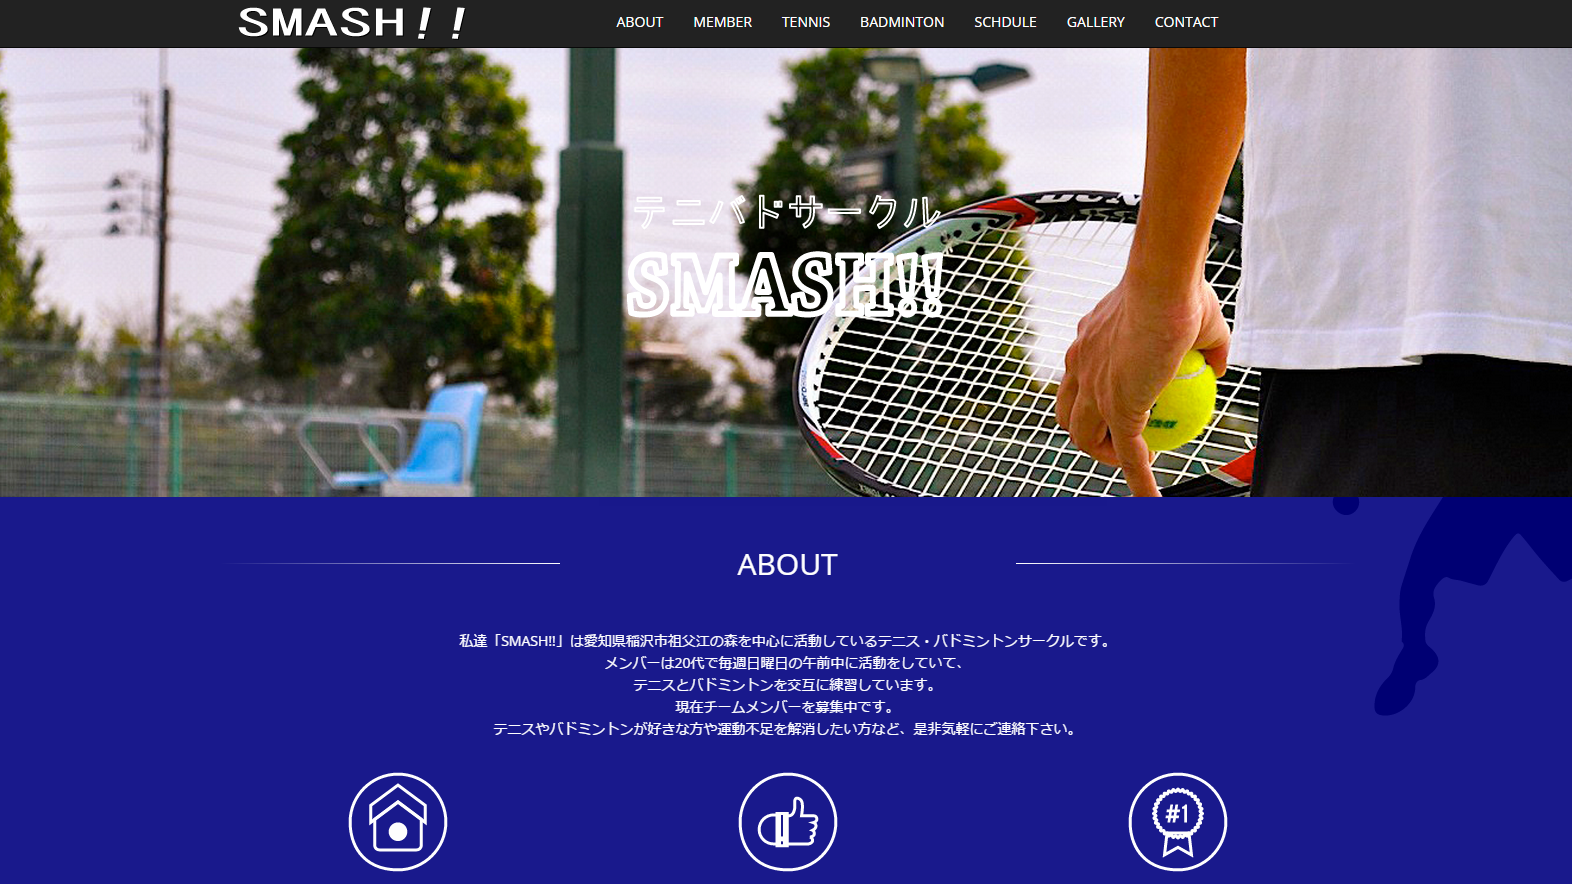 SMASH！！
ABOUT MEMBER TENNIS BADMINTON SCHDULE GALLERY CONTACT
テニバドサークル
SMASH!!
ABOUT
私達「SMASH!!」は愛知県稲沢市祖父江の森を中心に活動しているテニス・バドミントンサークルです。
メンバーは20代で毎週日曜日の午前中に活動をしていて、
テニスとバドミントンを交互に練習しています。
現在チームメンバーを募集中です。
テニスやバドミントンが好きな方や運動不足を解消したい方など、是非気軽にご連絡下さい。
#1